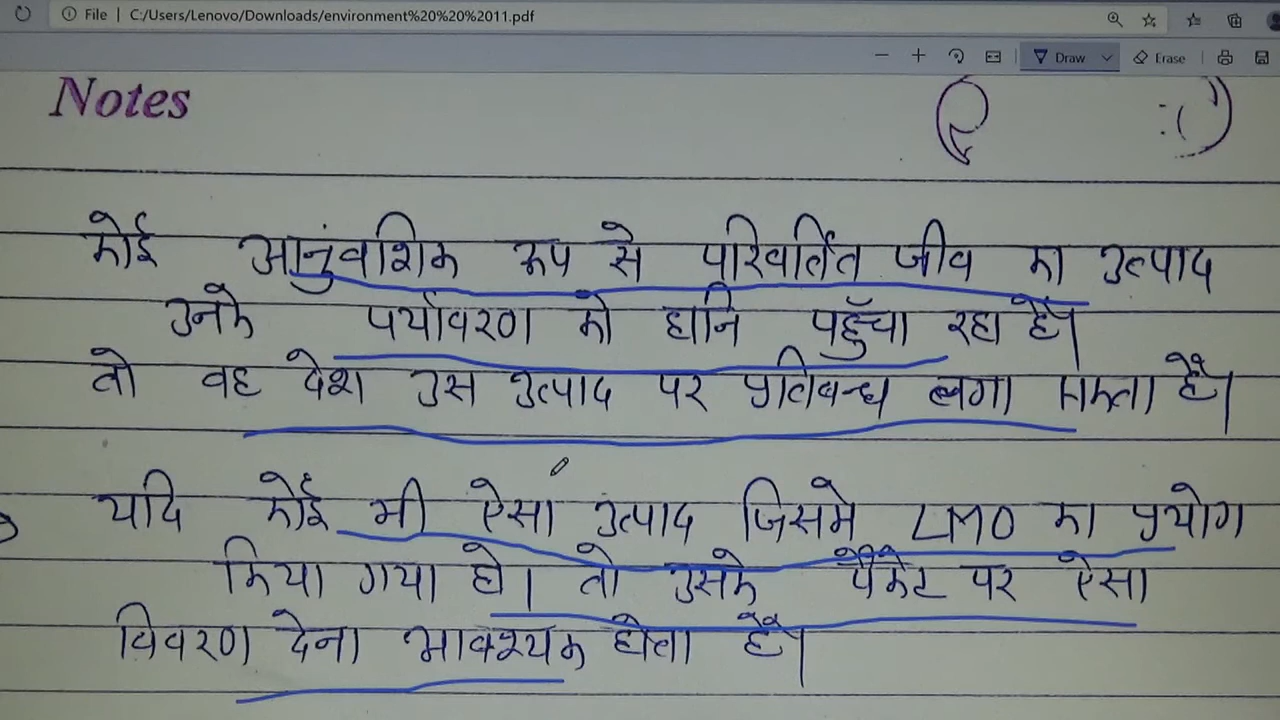 File | C:/Users/Lenovo/Downloads/environment%20%20%2011.pdf
Draw Erase
Notes
कोई आनुंवशिक रूप से परिवर्तित जीव का उत्पाद
उनके पर्यावरण को हानि पहुँचा रहा है।
तो वह देश उस उत्पाद पर प्रतिबन्ध लगा सकता है।
यदि कोई भी ऐसा उत्पाद जिसमे LMO का प्रयोग
किया गया हो। तो उसके पैकेट पर ऐसा
विवरण देना आवश्यक होता है।